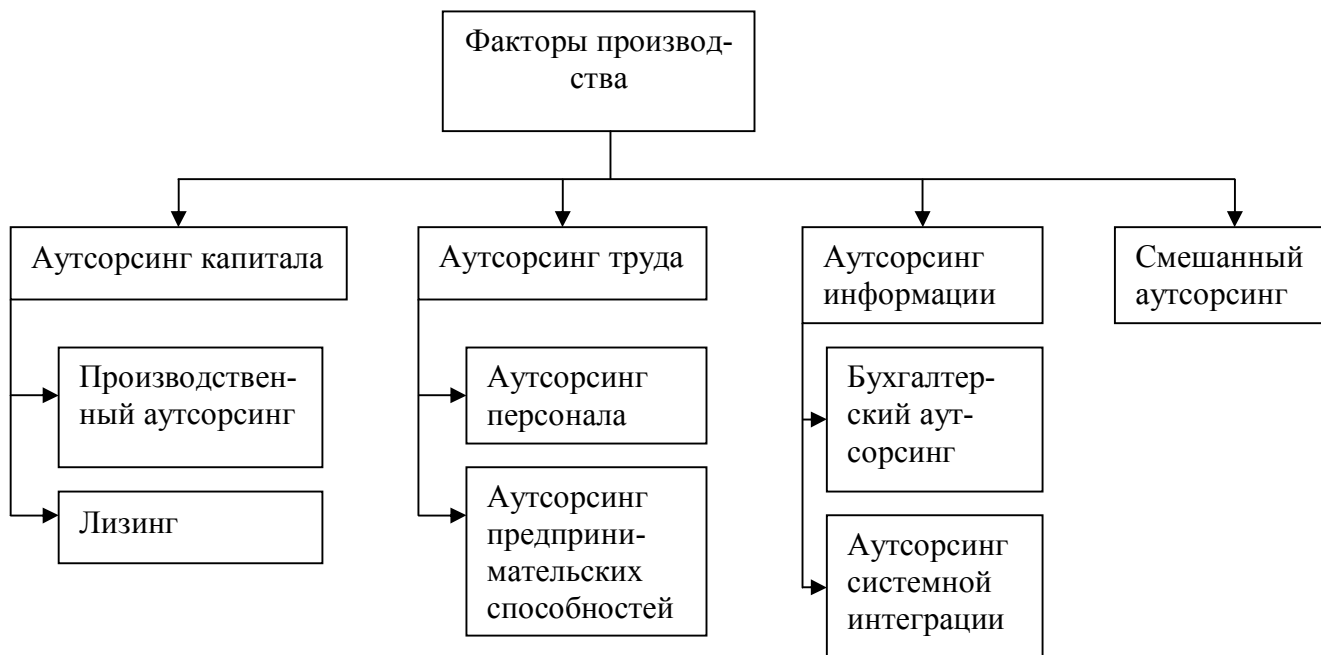 Факторы производ-
ства
Аутсорсинг капитала
Аутсорсинг труда
Аутсорсинг
информации
Смешанный
аутсорсинг
Производствен-
ный аутсорсинг
Лизинг
Аутсорсинг
персонала
Аутсорсинг
предприни-
мательских
способностей
Бухгалтер-
ский аут-
сорсинг
Аутсорсинг
системной
интеграции